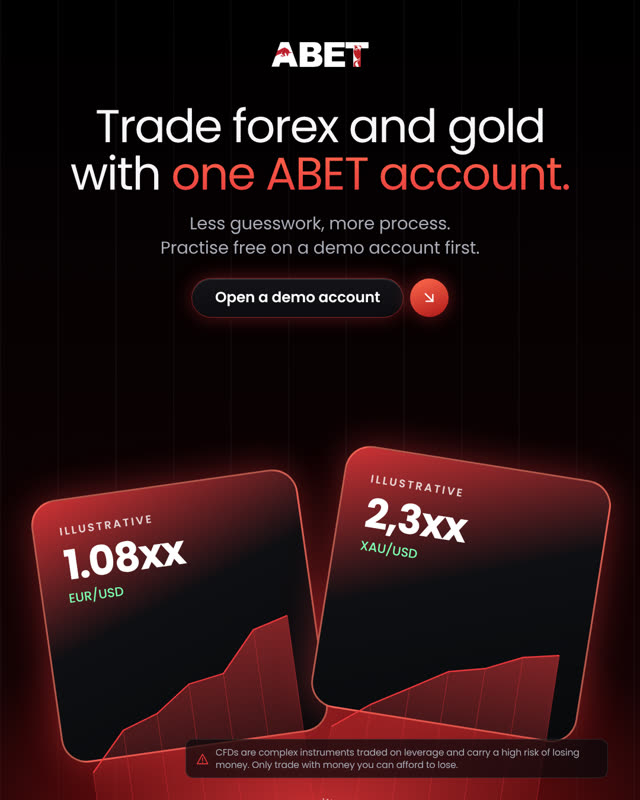 ABET
Trade forex and gold
with one ABET account.
Less guesswork, more process.
Practise free on a demo account first.
Open a demo account
ILLUSTRATIVE
1.08xx
EUR/USD
ILLUSTRATIVE
2,3xx
XAU/USD
CFDs are complex instruments traded on leverage and carry a high risk of losing
money. Only trade with money you can afford to lose.